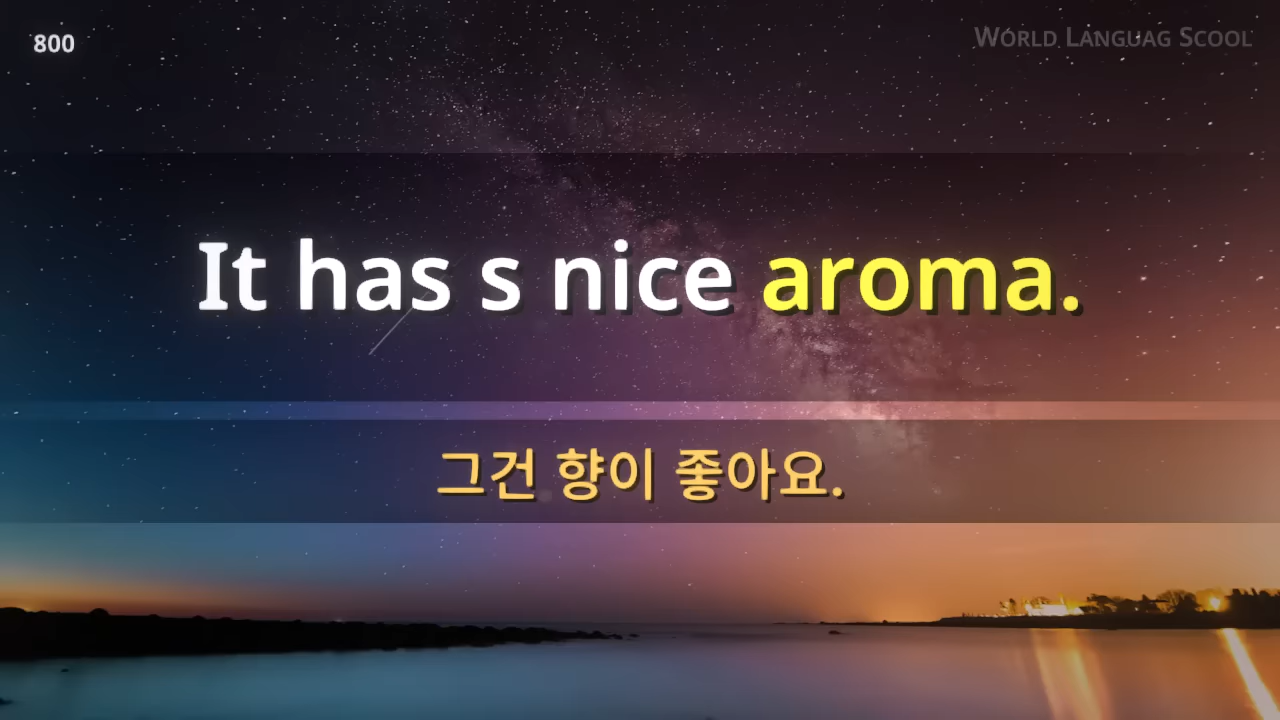 800
WORLD LANGUAG SCOOL
It has s nice aroma.
그건 향이 좋아요.